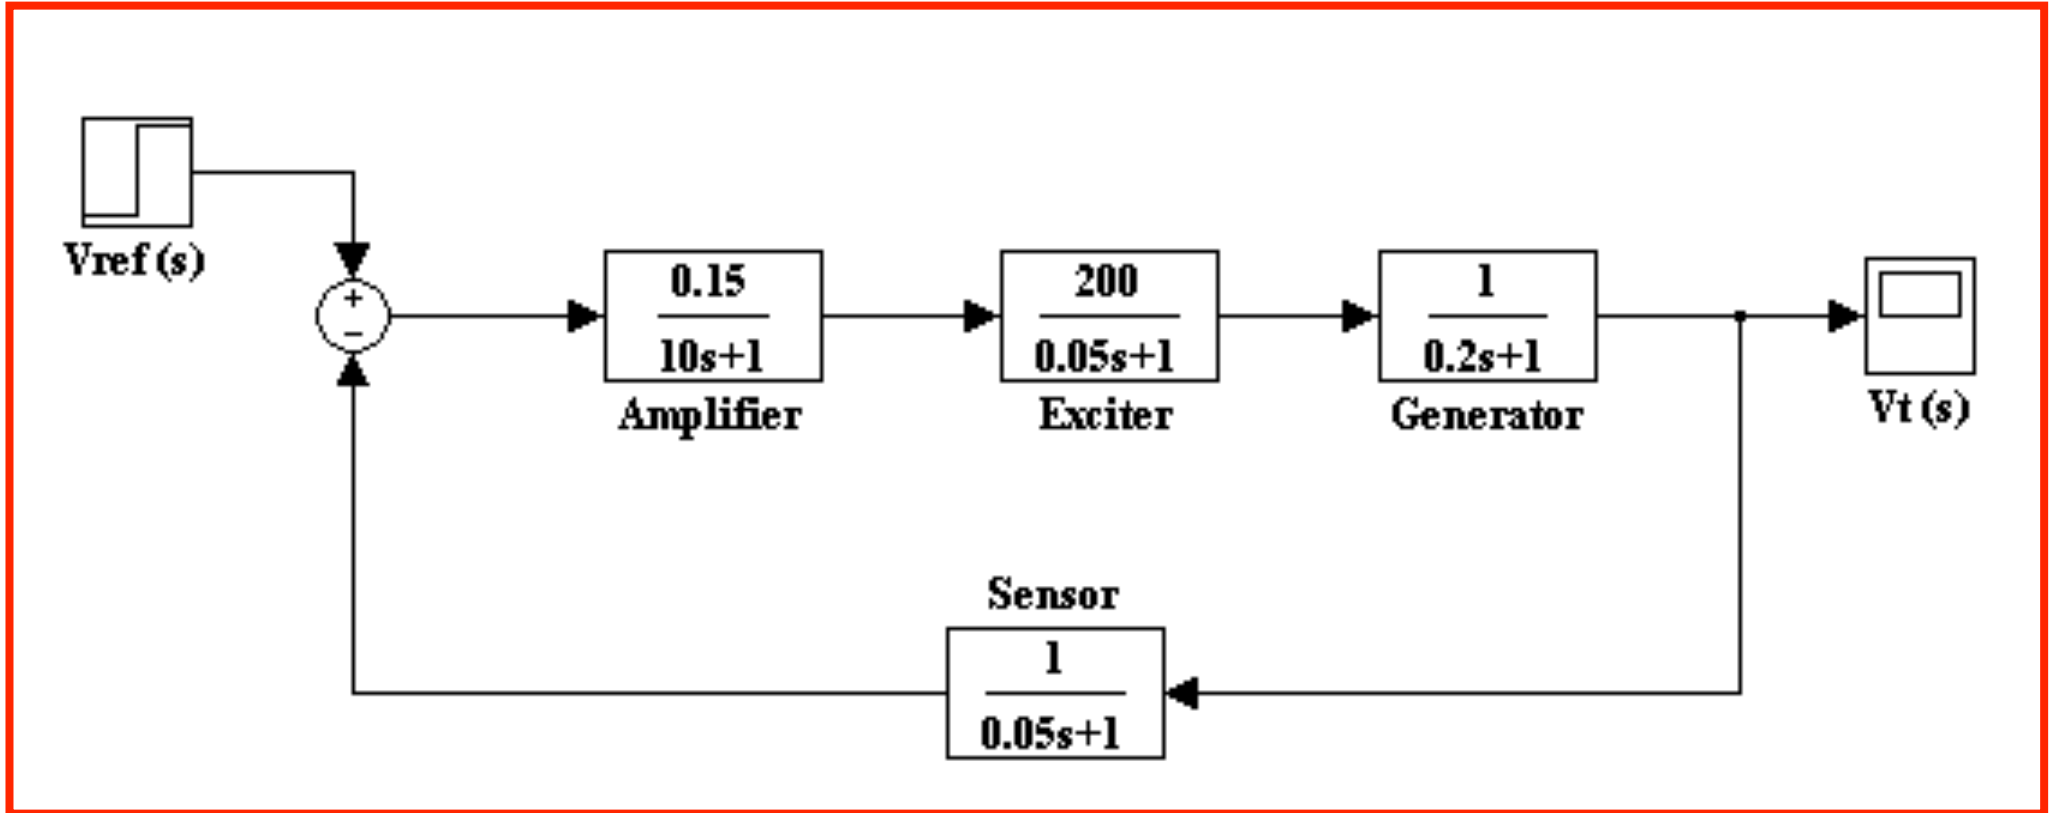 Vref (s)
+
−
0.15
10s+1
Amplifier
200
0.05s+1
Exciter
1
0.2s+1
Generator
Vt (s)
Sensor
1
0.05s+1